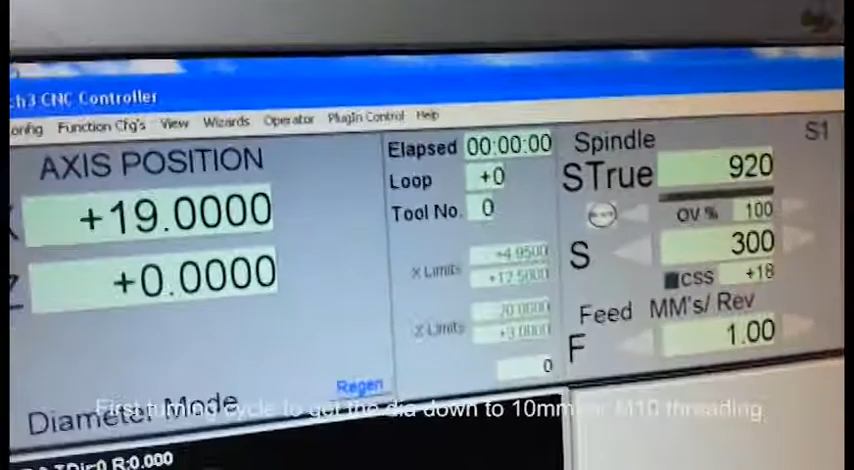 ch3 CNC Controller
onfig Function Cfg's View Wizards Operator PlugIn Control Help
AXIS POSITION
+19.0000
Z +0.0000
Diameter Mode
Regen
Elapsed 00:00:00
Loop +0
Tool No. 0
X Limits +4.9500
+12.5000
Z Limits
+3.0000
0
Spindle S1
STrue 920
OV % 100
S 300
CSS +18
Feed MM's/ Rev
F 1.00
First turning cycle to get the dia down to 10mm for M10 threading
R:0.000